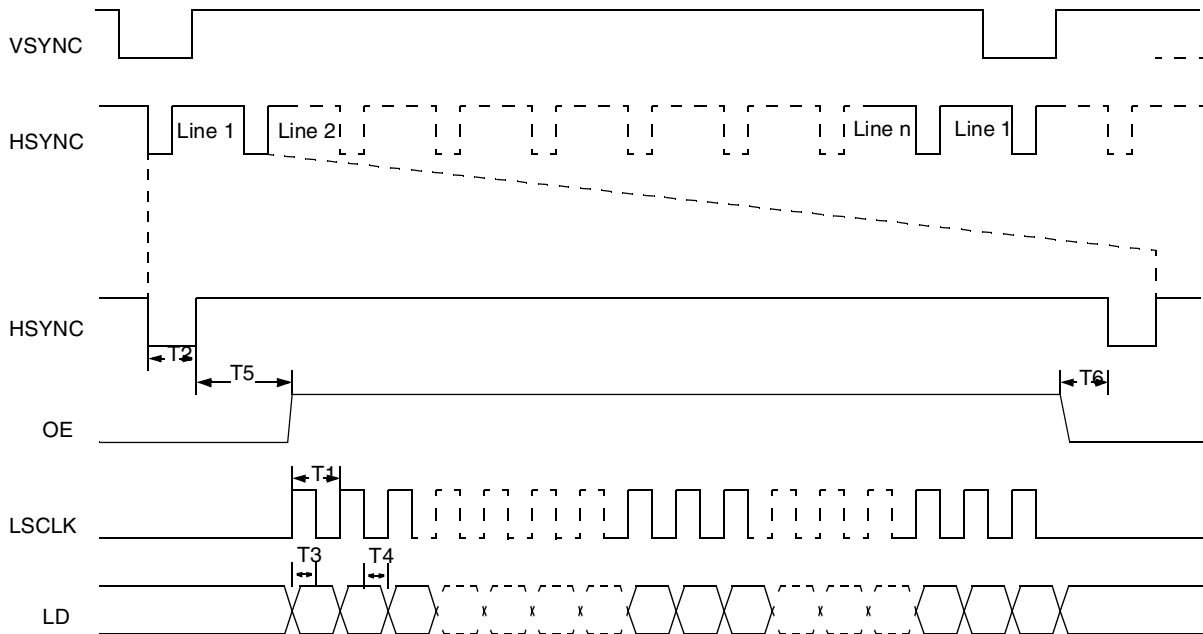 VSYNC
HSYNC
Line 1
Line 2
Line n
Line 1
HSYNC
T2
T5
T6
OE
T1
LSCLK
T3
T4
LD